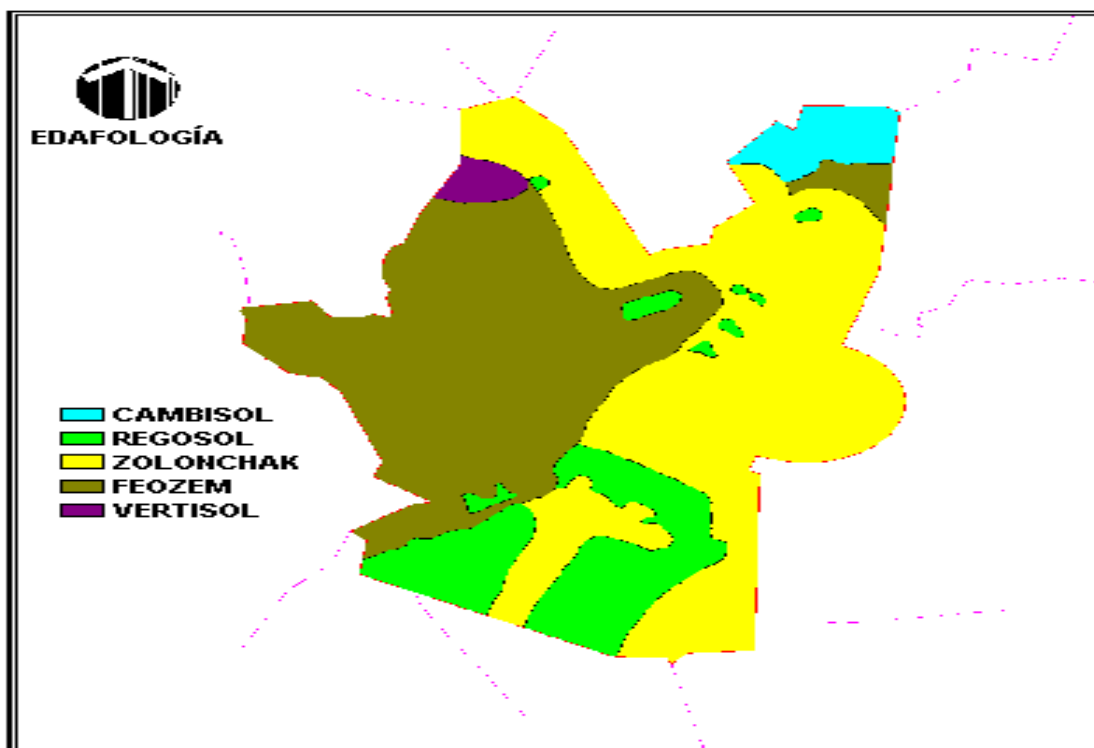 EDAFOLOGÍA
CAMBISOL
REGOSOL
ZOLONCHAK
FEOZEM
VERTISOL